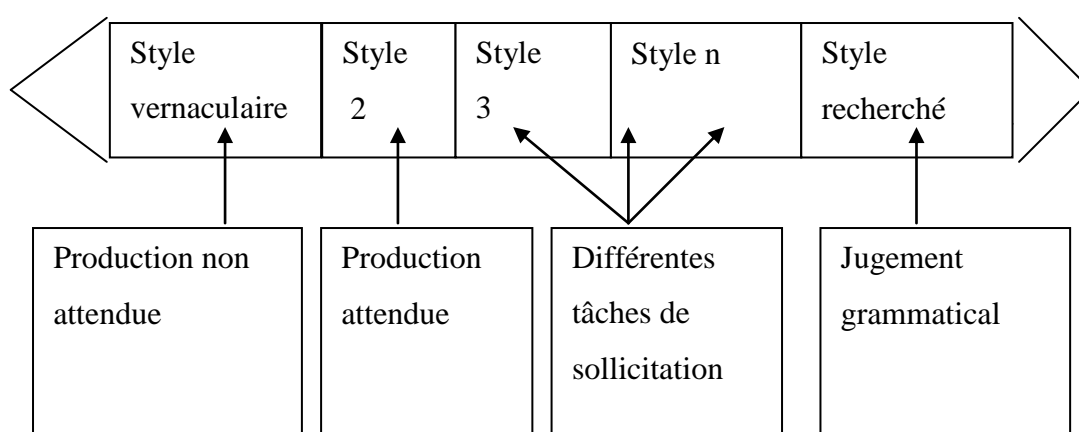 Style
vernaculaire
Style
2
Style
3
Style n
Style
recherché
Production non
attendue
Production
attendue
Différentes
tâches de
sollicitation
Jugement
grammatical